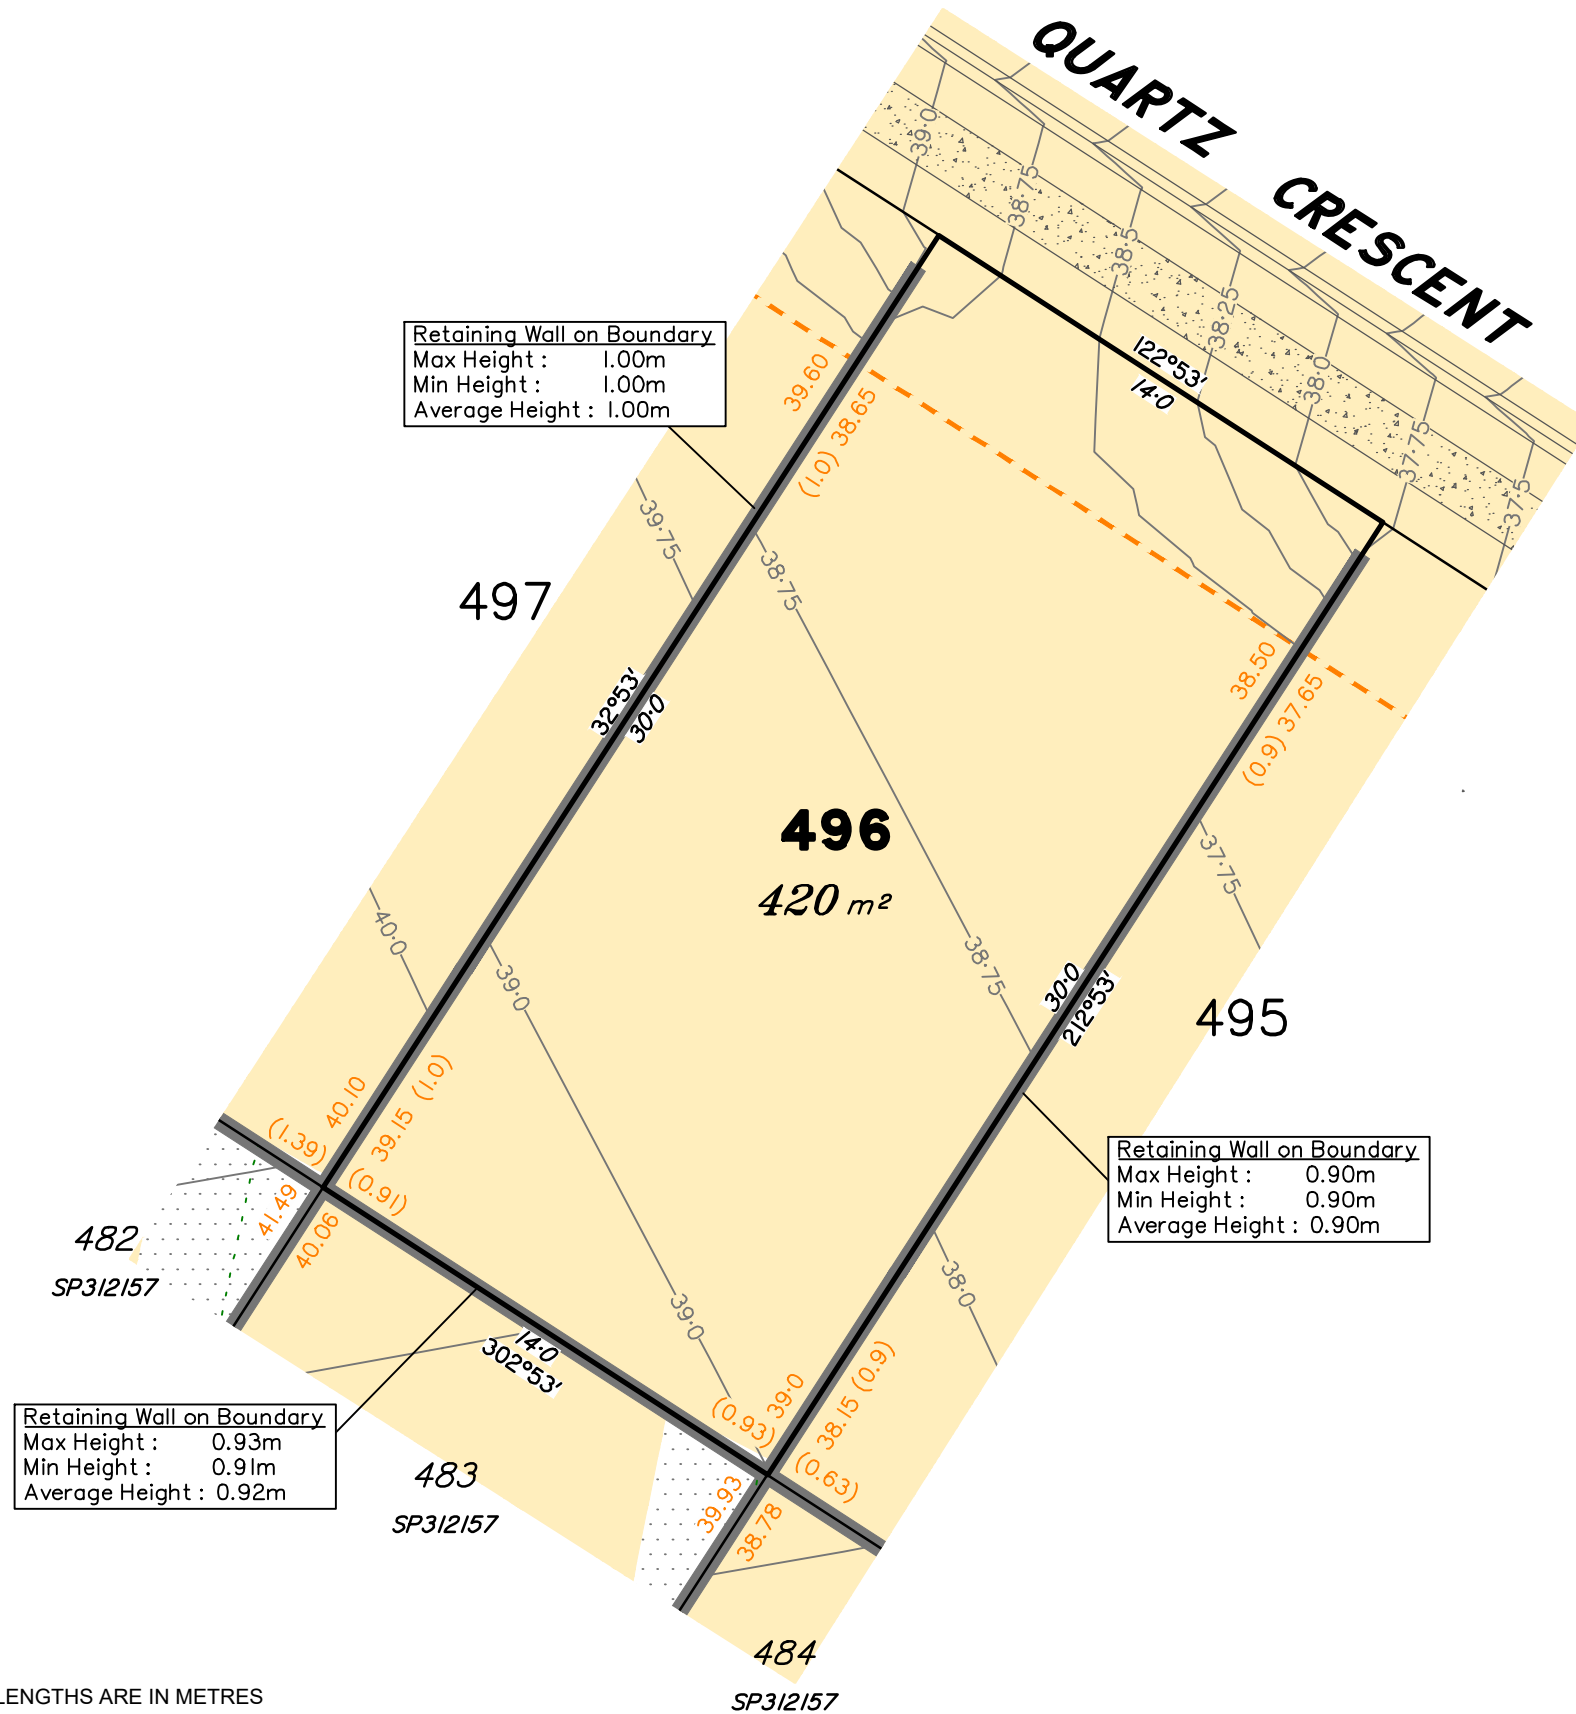 QUARTZ CRESCENT
39·0
38·75
38·5
38·25
38·0
37·75
37·5
Retaining Wall on Boundary
Max Height : 1.00m
Min Height : 1.00m
Average Height : 1.00m
122°53'
14·0
39.60
(1.0) 38.65
39·75
38·75
497
38.50
(0.9) 37.65
32°53'
30·0
496
420 m²
37·75
40·0
39·0
38·75
30·0
212°53'
495
40.10
39.15 (1.0)
(1.39)
(0.91)
41.49
40.06
Retaining Wall on Boundary
Max Height : 0.90m
Min Height : 0.90m
Average Height : 0.90m
482
SP312157
38·0
39·0
14·0
302°53'
39·0
38.15 (0.9)
(0.93)
(0.63)
39.93
38.78
Retaining Wall on Boundary
Max Height : 0.93m
Min Height : 0.91m
Average Height : 0.92m
483
SP312157
484
SP312157
LENGTHS ARE IN METRES